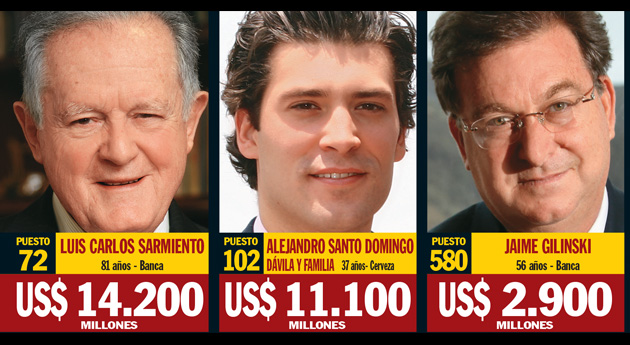 PUESTO
72
LUIS CARLOS SARMIENTO
81 años - Banca
US$ 14.200
MILLONES
PUESTO
102
ALEJANDRO SANTO DOMINGO
DÁVILA Y FAMILIA 37 años- Cerveza
US$ 11.100
MILLONES
PUESTO
580
JAIME GILINSKI
56 años - Banca
US$ 2.900
MILLONES